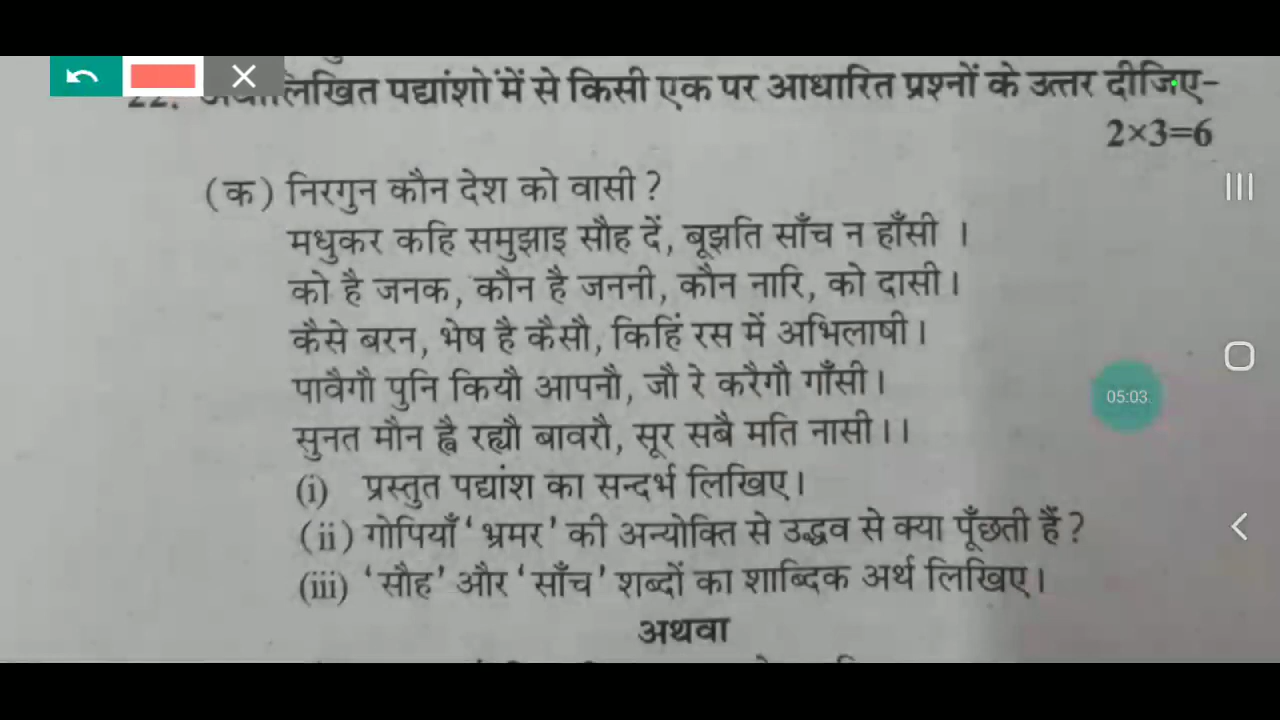 लिखित पद्यांशों में से किसी एक पर आधारित प्रश्नों के उत्तर दीजिए-
2×3=6
(क) निरगुन कौन देश को वासी ?
मधुकर कहि समुझाइ सौह दें, बूझति साँच न हाँसी ।
को है जनक, कौन है जननी, कौन नारि, को दासी।
कैसे बरन, भेष है कैसौ, किहिं रस में अभिलाषी।
पावैगौ पुनि कियौ आपनौ, जौ रे करैगौ गाँसी।
सुनत मौन ह्वै रह्यौ बावरौ, सूर सबै मति नासी।।
05:03
(i) प्रस्तुत पद्यांश का सन्दर्भ लिखिए।
(ii) गोपियाँ ‘भ्रमर’ की अन्योक्ति से उद्धव से क्या पूँछती हैं ?
(iii) ‘सौह’ और ‘साँच’ शब्दों का शाब्दिक अर्थ लिखिए।
अथवा